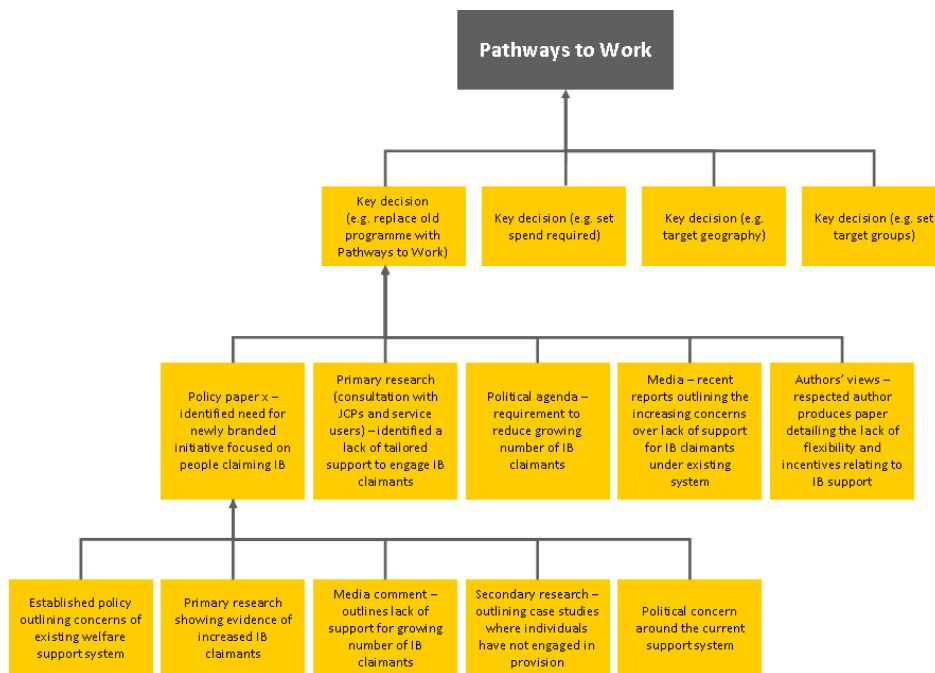 Pathways to Work
Key decision
(e.g. replace old
programme with
Pathways to Work)
Key decision (e.g. set
spend required)
Key decision (e.g.
target geography)
Key decision (e.g. set
target groups)
Policy paper x –
identified need for
newly branded
initiative focused on
people claiming IB
Primary research
(consultation with
JCPs and service
users) – identified a
lack of tailored
support to engage IB
claimants
Political agenda –
requirement to
reduce growing
number of IB
claimants
Media – recent
reports outlining the
increasing concerns
over lack of support
for IB claimants
under existing
system
Authors’ views –
respected author
produces paper
detailing the lack of
flexibility and
incentives relating to
IB support
Established policy
outlining concerns of
existing welfare
support system
Primary research
showing evidence of
increased IB
claimants
Media comment –
outlines lack of
support for growing
number of IB
claimants
Secondary research –
outlining case studies
where individuals
have not engaged in
provision
Political concern
around the current
support system